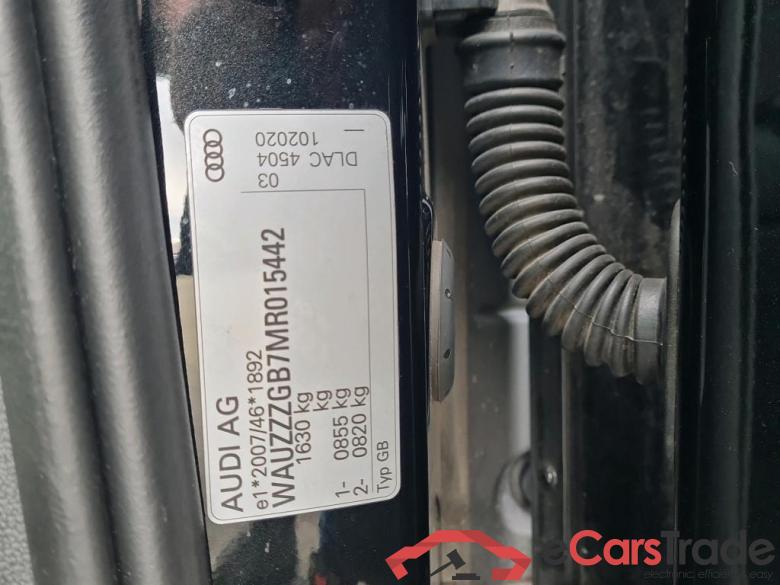 AUDI AG
e1*2007/46*1892
WAUZZZGB7MR015442
1630 kg
kg
1- 0855 kg
2- 0820 kg
Typ GB
03
DLAC 4504
102020
eCarsTrade